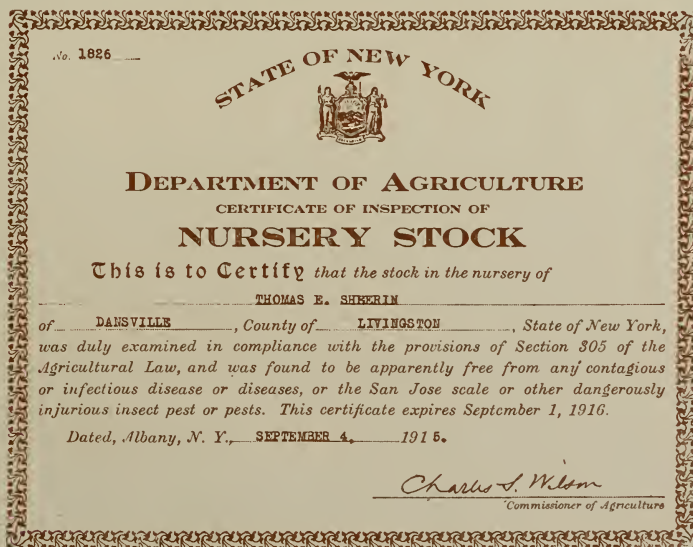 No. 1826
STATE OF NEW YORK
DEPARTMENT OF AGRICULTURE
CERTIFICATE OF INSPECTION OF
NURSERY STOCK
This is to Certify that the stock in the nursery of
THOMAS E. SHEERIN
of DANSVILLE, County of LIVINGSTON, State of New York,
was duly examined in compliance with the provisions of Section 305 of the
Agricultural Law, and was found to be apparently free from any contagious
or infectious disease or diseases, or the San Jose scale or other dangerously
injurious insect pest or pests. This certificate expires September 1, 1916.
Dated, Albany, N. Y., SEPTEMBER 4, 1915.
Charles S. Wilson
Commissioner of Agriculture